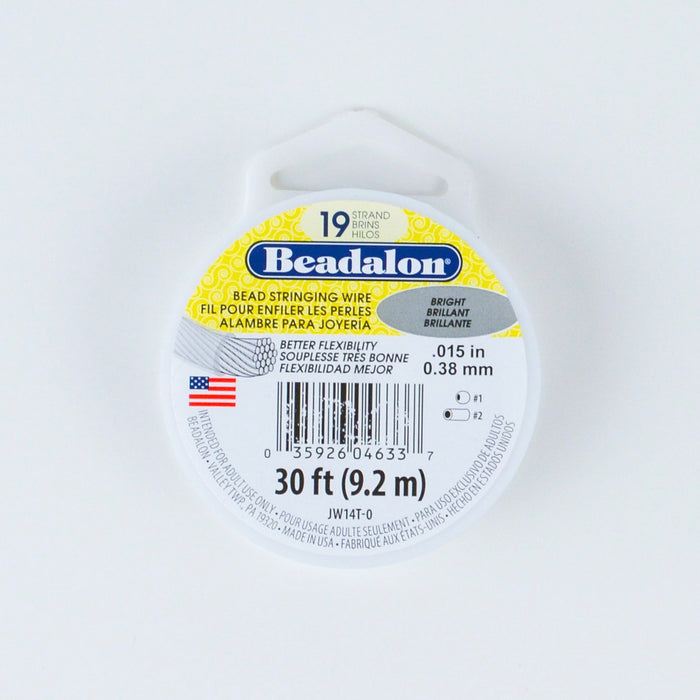 19 STRAND
BRINS
HILOS
Beadalon®
BEAD STRINGING WIRE
FIL POUR ENFILER LES PERLES
ALAMBRE PARA JOYERÍA
BRIGHT
BRILLANT
BRILLANTE
BETTER FLEXIBILITY
SOUPLESSE TRÈS BONNE
FLEXIBILIDAD MEJOR
.015 in
0.38 mm
#1
#2
0 35926 04633 7
30 ft (9.2 m)
JW14T-0
INTENDED FOR ADULT USE ONLY • POUR USAGE ADULTE SEULEMENT • PARA USO EXCLUSIVO DE ADULTOS
BEADALON • VALLEY TWP., PA 19320 • MADE IN USA • FABRIQUÉ AUX ÉTATS-UNIS • HECHO EN ESTADOS UNIDOS